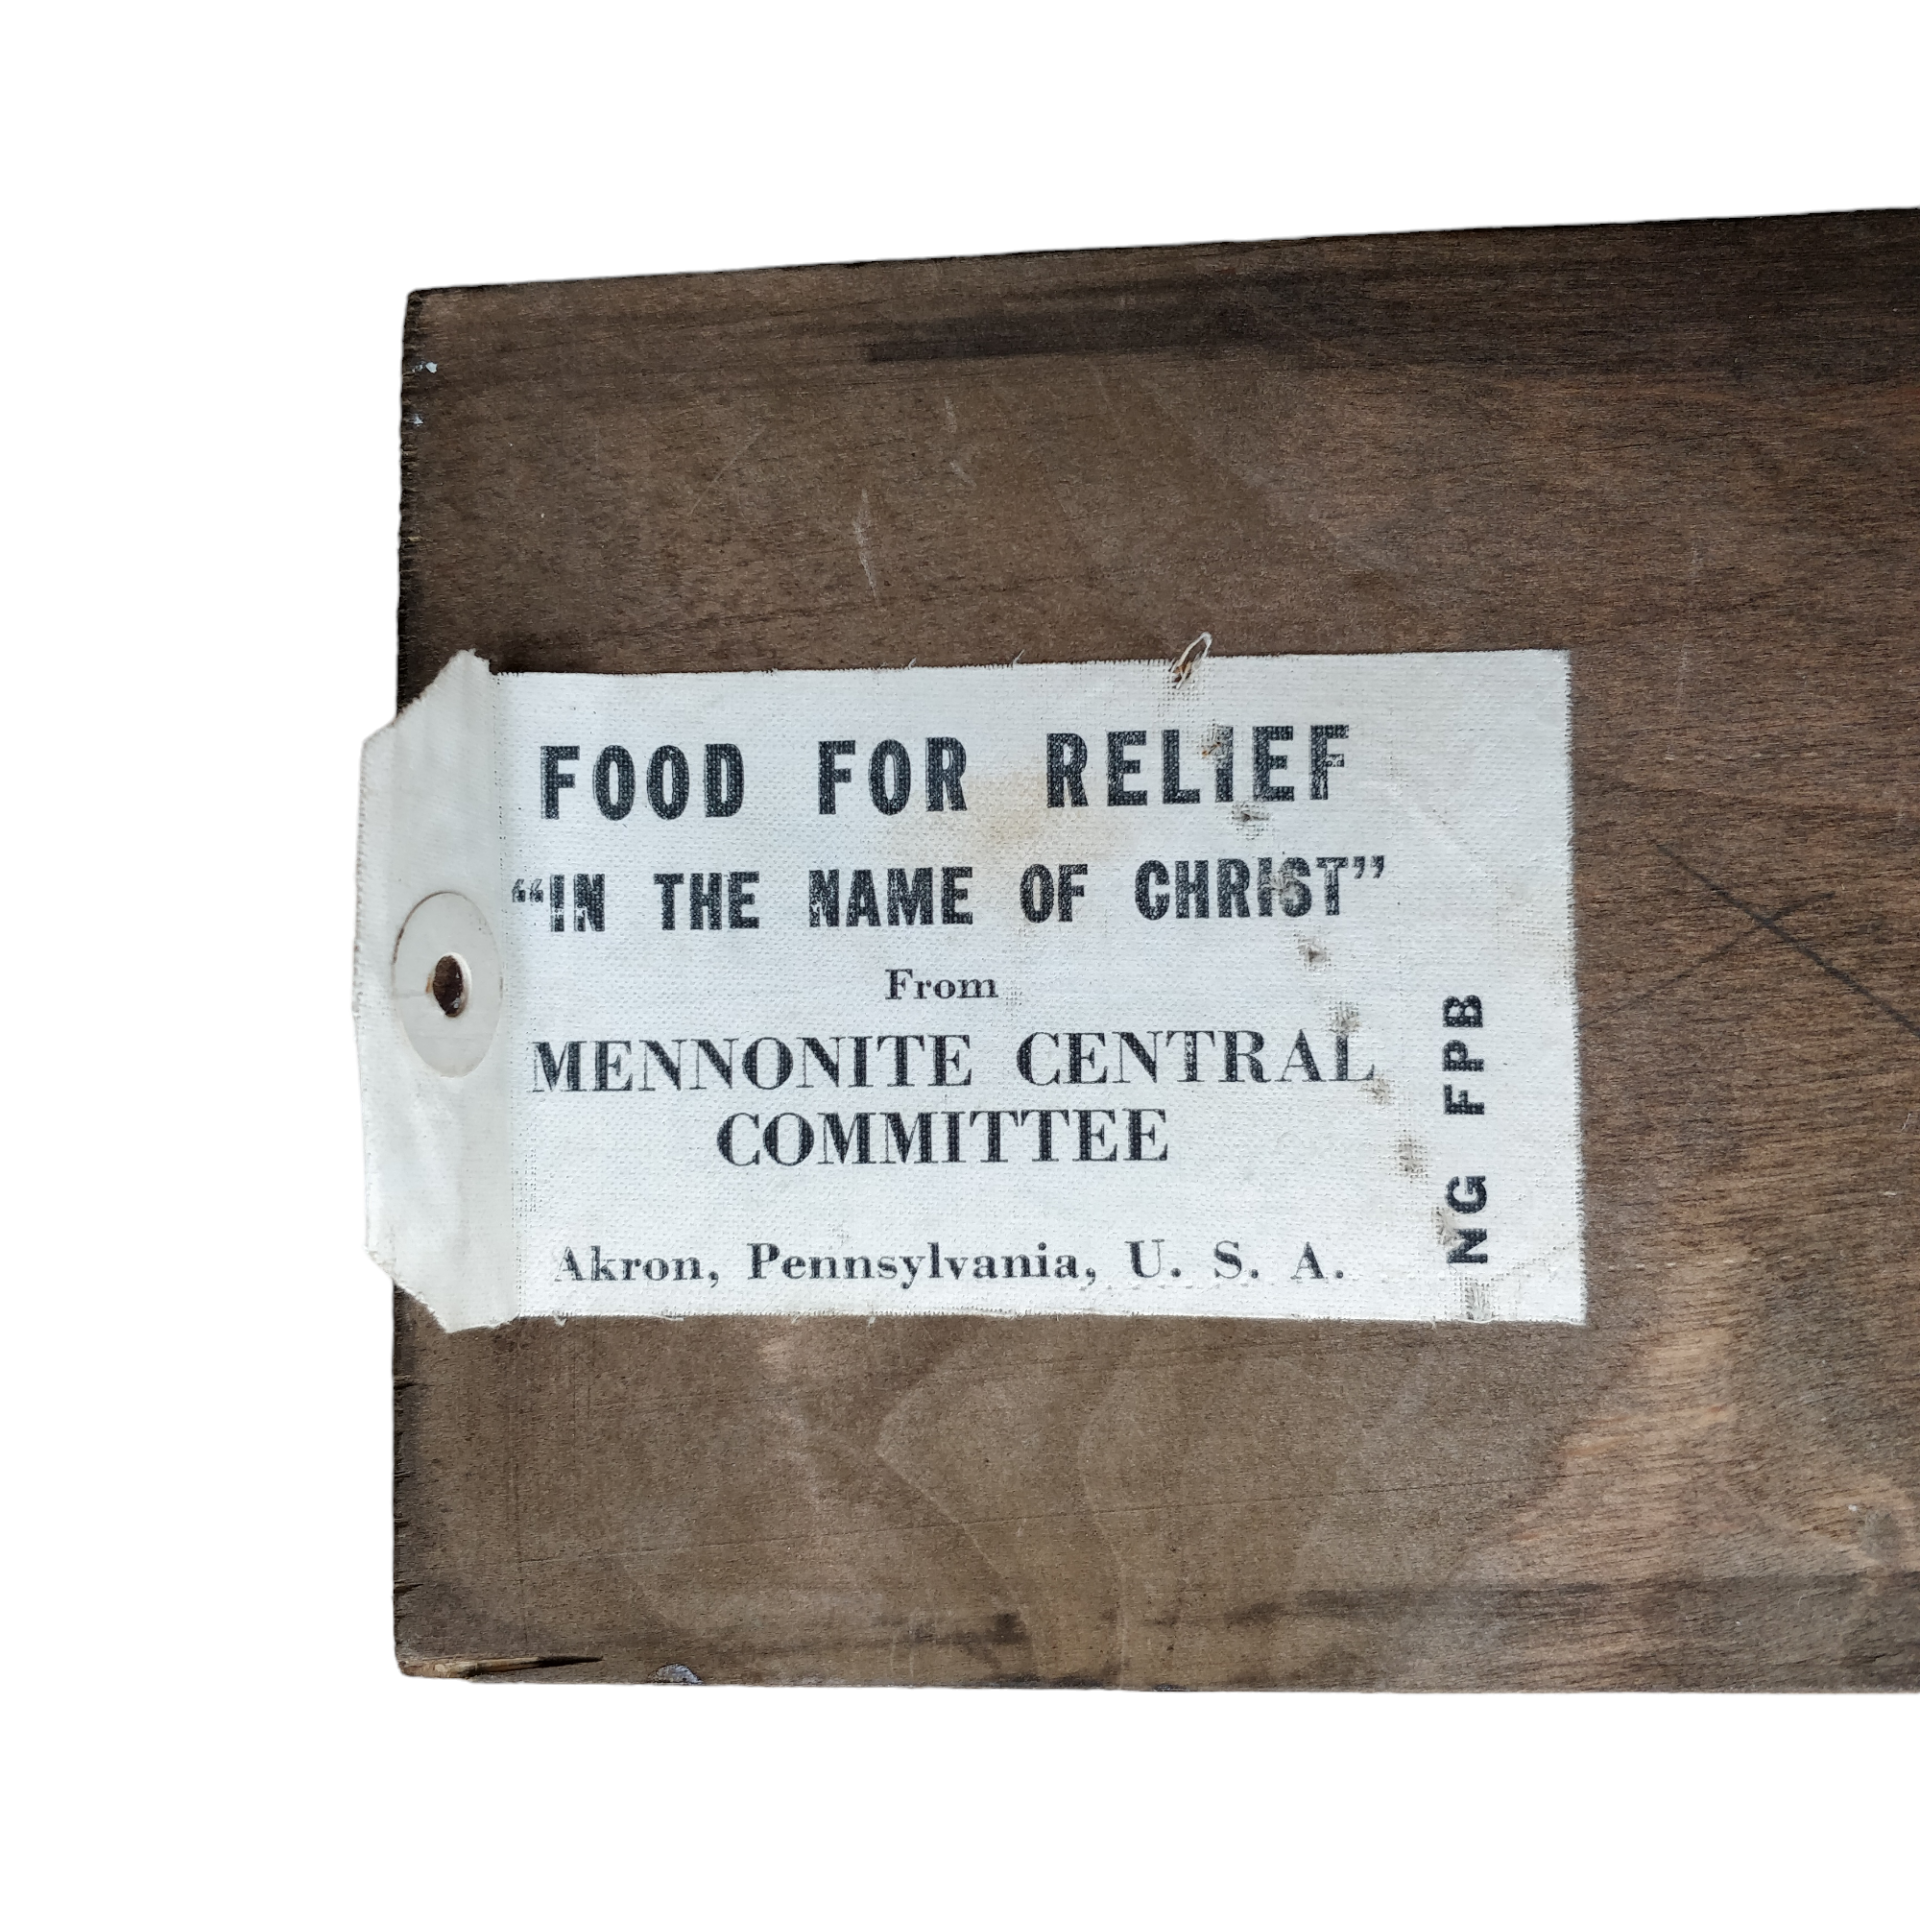 FOOD FOR RELIEF
“IN THE NAME OF CHRIST”
From
MENNONITE CENTRAL
COMMITTEE
Akron, Pennsylvania, U. S. A.
NG FPB